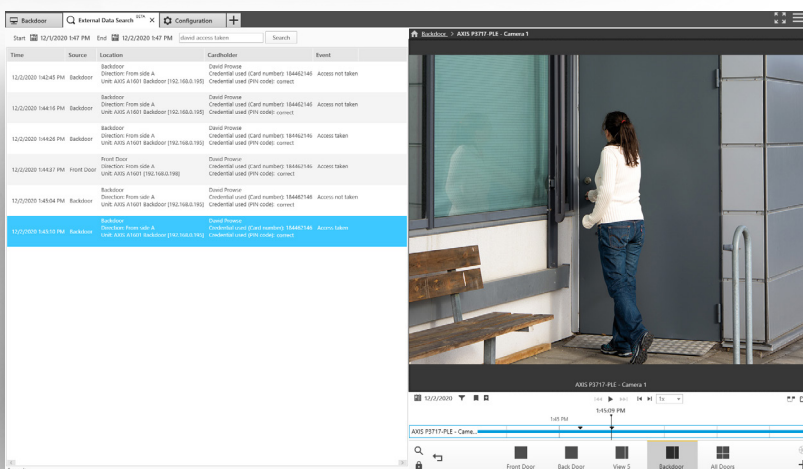 Backdoor
External Data Search BETA
Configuration
Start 12/1/2020 1:47 PM End 12/2/2020 1:47 PM david access taken Search
Time Source Location Cardholder Event
12/2/2020 1:42:45 PM Backdoor
Backdoor
Direction: From side A
Unit: AXIS A1601 Backdoor [192.168.0.195]
David Prowse
Credential used (Card number): 184462146
Credential used (PIN code): correct
Access not taken
12/2/2020 1:44:16 PM Backdoor
Backdoor
Direction: From side A
Unit: AXIS A1601 Backdoor [192.168.0.195]
David Prowse
Credential used (Card number): 184462146
Credential used (PIN code): correct
Access not taken
12/2/2020 1:44:26 PM Backdoor
Backdoor
Direction: From side A
Unit: AXIS A1601 Backdoor [192.168.0.195]
David Prowse
Credential used (Card number): 184462146
Credential used (PIN code): correct
Access taken
12/2/2020 1:44:37 PM Front Door
Front Door
Direction: From side A
Unit: AXIS A1601 [192.168.0.198]
David Prowse
Credential used (Card number): 184462146
Credential used (PIN code): correct
Access taken
12/2/2020 1:45:04 PM Backdoor
Backdoor
Direction: From side A
Unit: AXIS A1601 Backdoor [192.168.0.195]
David Prowse
Credential used (Card number): 184462146
Credential used (PIN code): correct
Access not taken
12/2/2020 1:45:10 PM Backdoor
Backdoor
Direction: From side A
Unit: AXIS A1601 Backdoor [192.168.0.195]
David Prowse
Credential used (Card number): 184462146
Credential used (PIN code): correct
Access taken
Backdoor > AXIS P3717-PLE - Camera 1
AXIS P3717-PLE - Camera 1
12/2/2020 1x
1:45:09 PM
1:45 PM
AXIS P3717-PLE - Came...
Front Door Back Door View 5 Backdoor All Doors